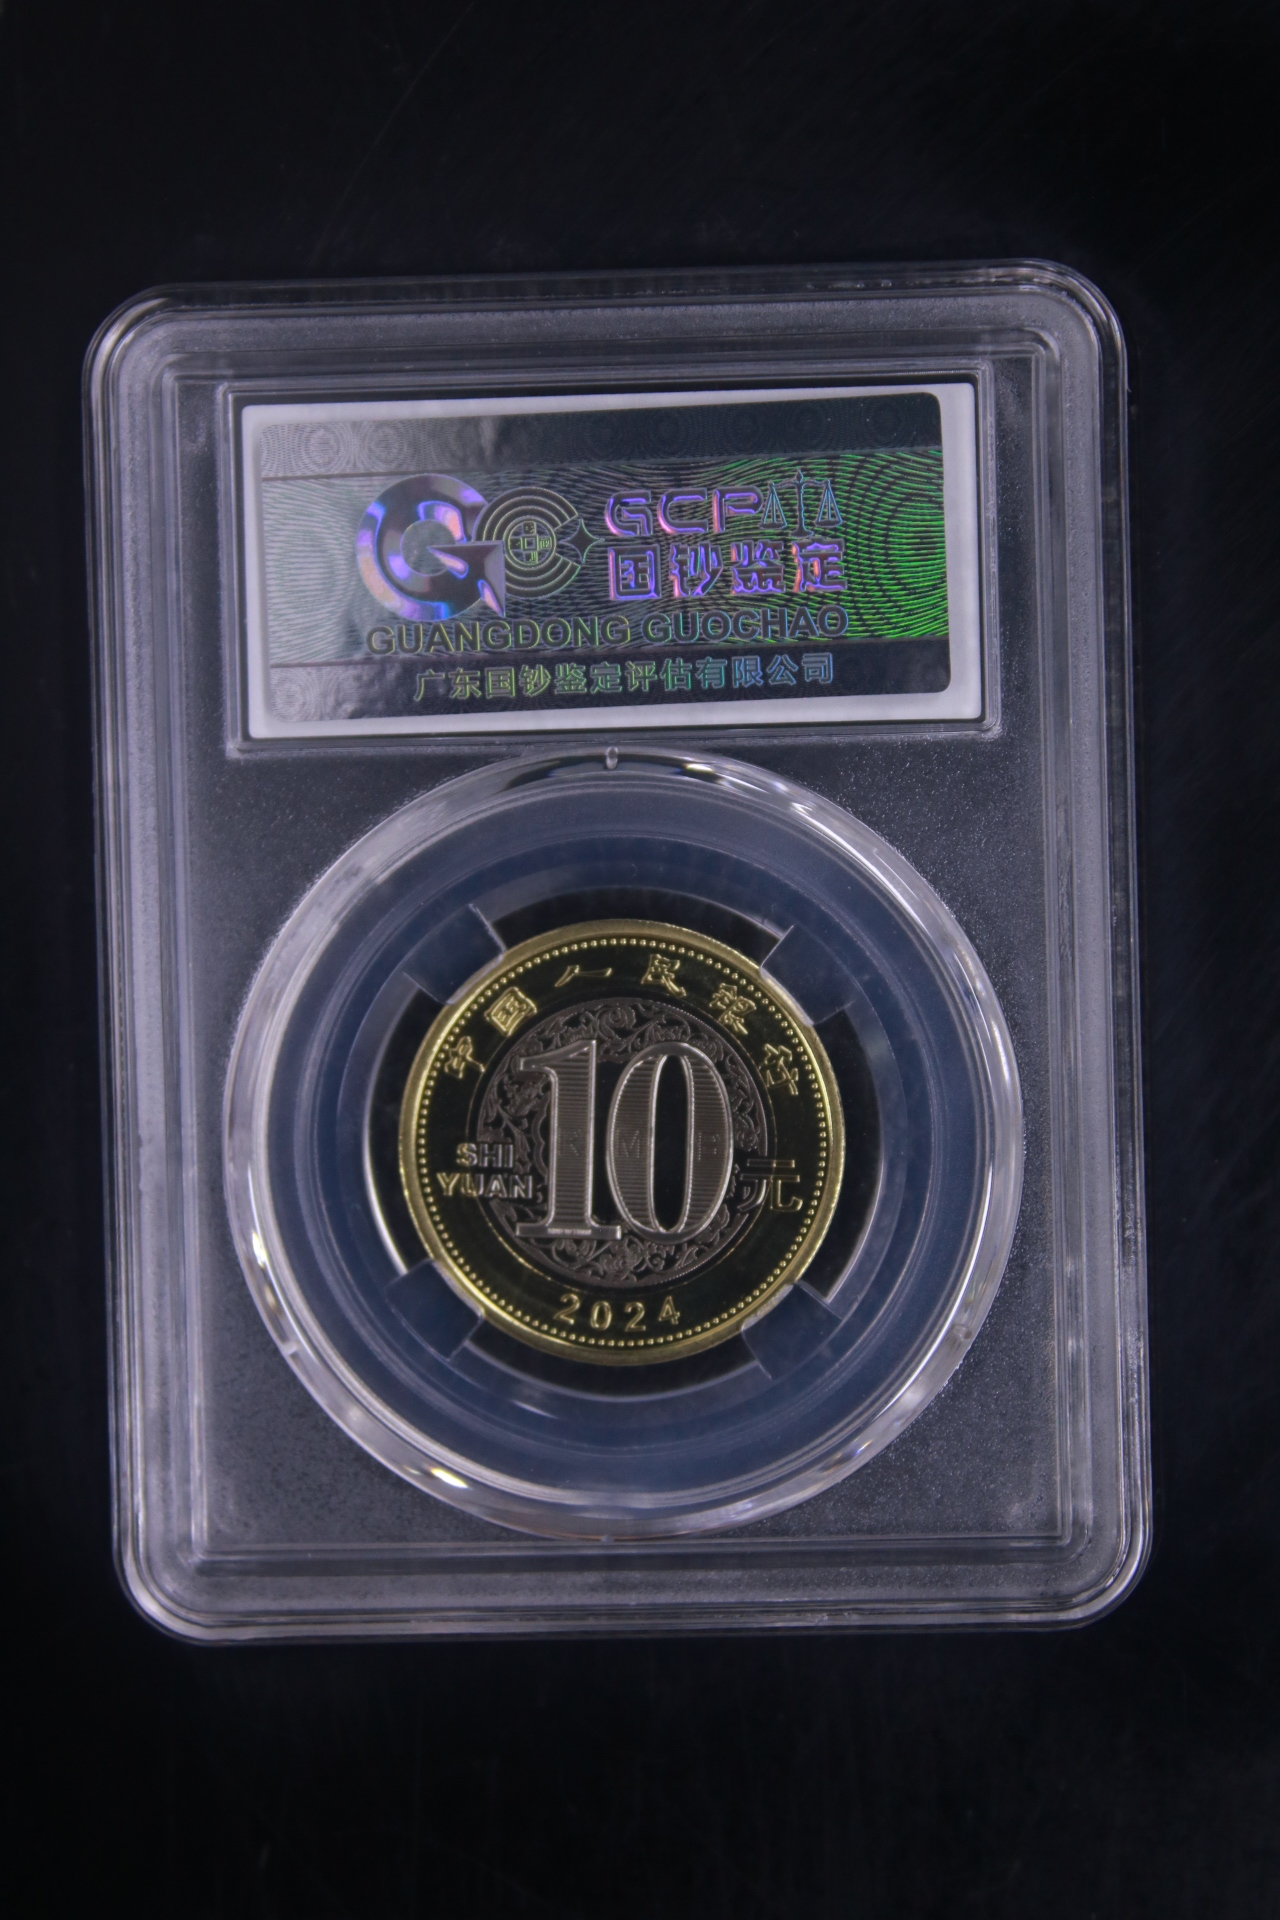 GCP
国钞鉴定
GUANGDONG GUOCHAO
广东国钞鉴定评估有限公司
中国人民银行
10
RMB
SHI
YUAN
元
2024